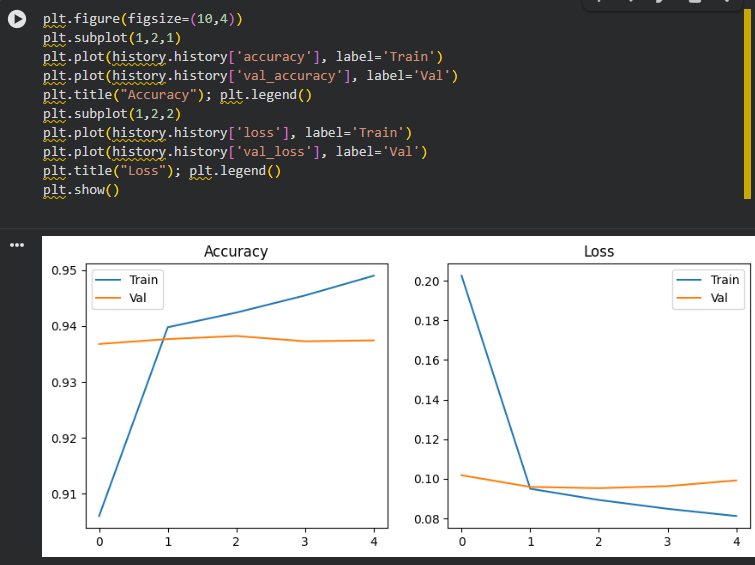 plt.figure(figsize=(10,4))
plt.subplot(1,2,1)
plt.plot(history.history['accuracy'], label='Train')
plt.plot(history.history['val_accuracy'], label='Val')
plt.title("Accuracy"); plt.legend()
plt.subplot(1,2,2)
plt.plot(history.history['loss'], label='Train')
plt.plot(history.history['val_loss'], label='Val')
plt.title("Loss"); plt.legend()
plt.show()
Accuracy
Train
Val
0.95
0.94
0.93
0.92
0.91
0 1 2 3 4
Loss
Train
Val
0.20
0.18
0.16
0.14
0.12
0.10
0.08
0 1 2 3 4